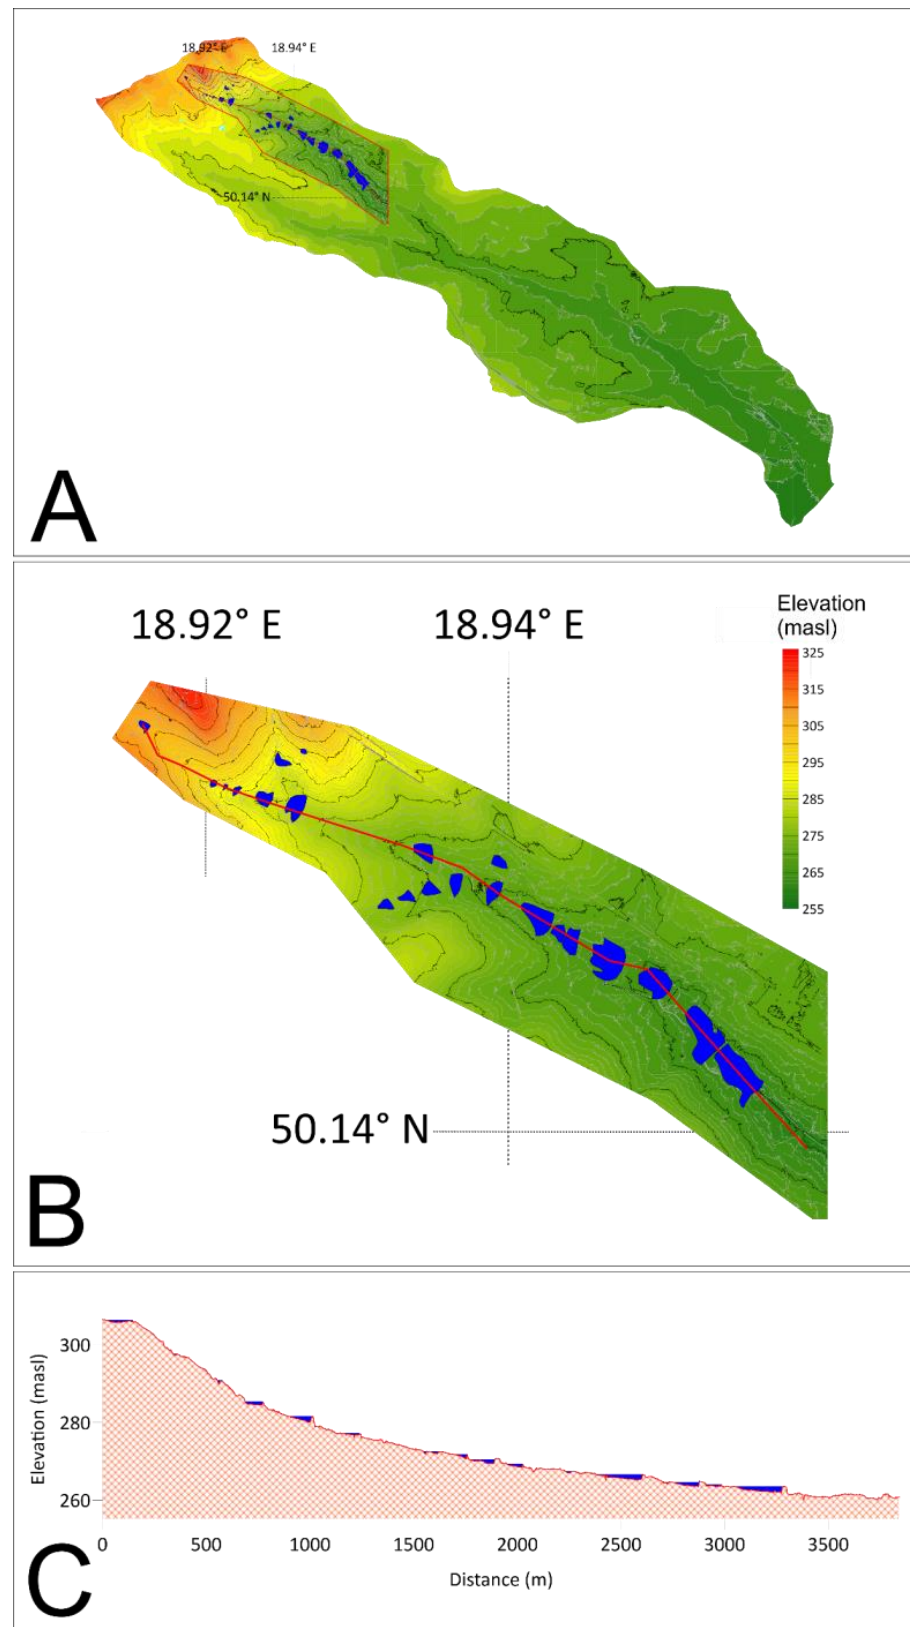 18.92° E 18.94° E
50.14° N
A
18.92° E 18.94° E
Elevation
(masl)
325
315
305
295
285
275
265
255
50.14° N
B
Elevation (masl)
300
280
260
0 500 1000 1500 2000 2500 3000 3500
Distance (m)
C